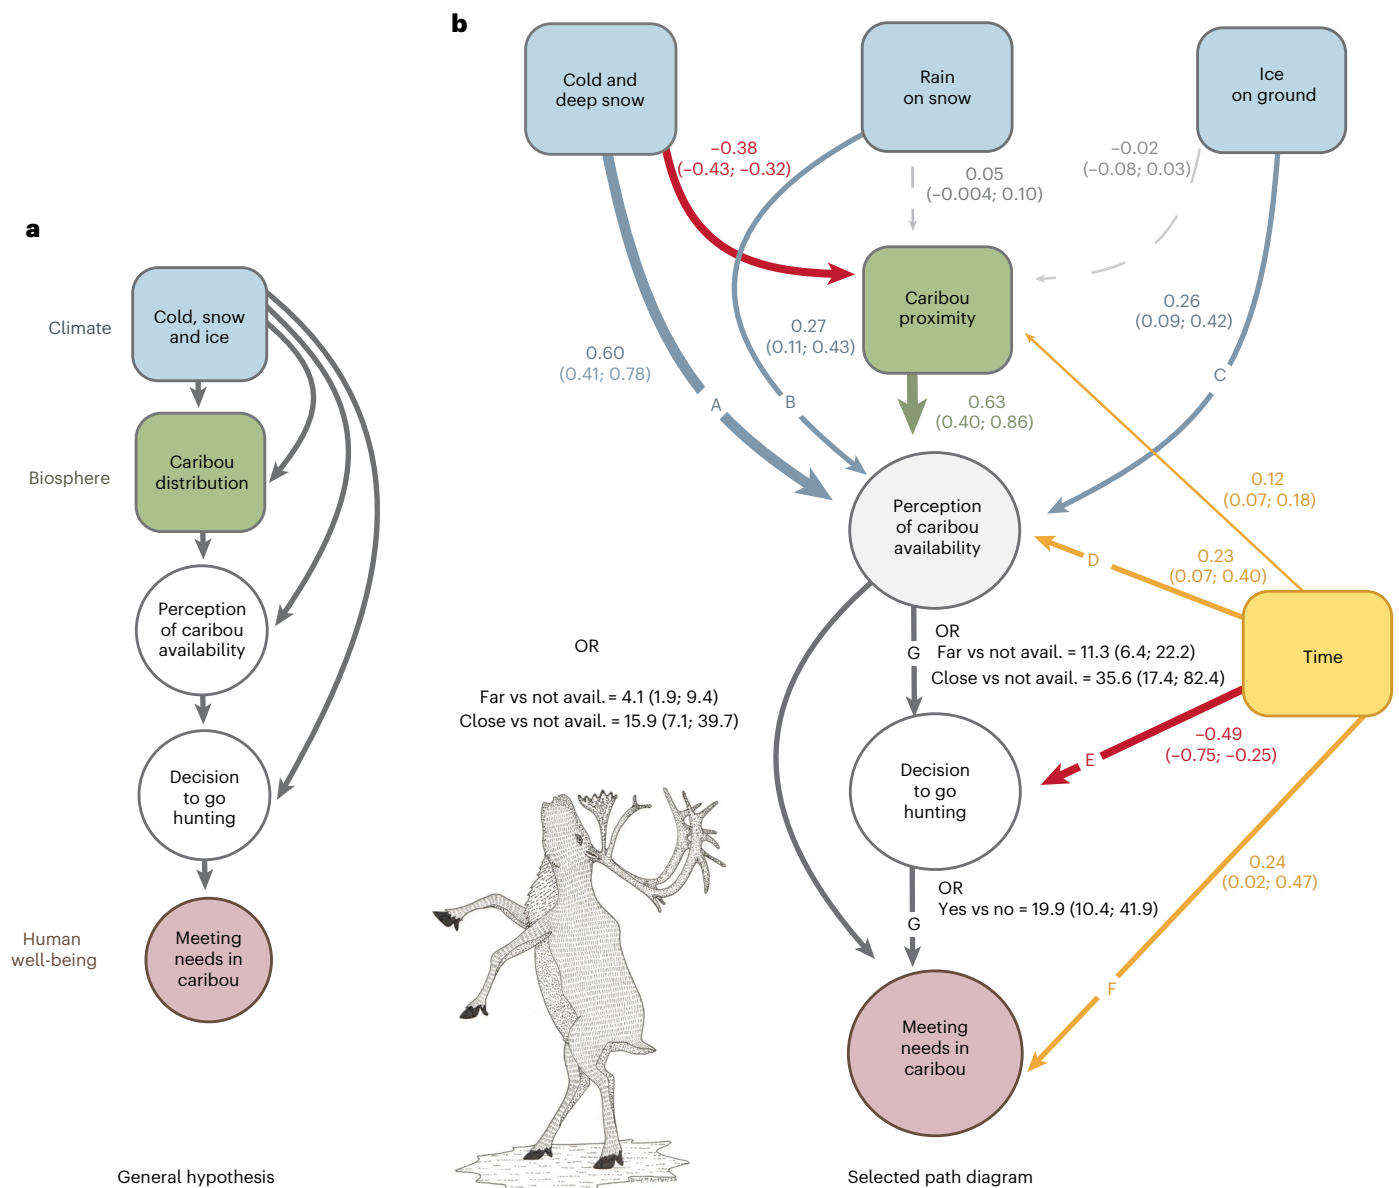 a
Climate
Cold, snow
and ice
Biosphere
Caribou
distribution
Perception
of caribou
availability
Decision
to go
hunting
Human
well-being
Meeting
needs in
caribou
General hypothesis
b
Cold and
deep snow
Rain
on snow
Ice
on ground
–0.38
(–0.43; –0.32)
0.05
(–0.004; 0.10)
–0.02
(–0.08; 0.03)
Caribou
proximity
0.60
(0.41; 0.78)
0.27
(0.11; 0.43)
0.26
(0.09; 0.42)
A
B
C
0.63
(0.40; 0.86)
0.12
(0.07; 0.18)
Perception
of caribou
availability
D
0.23
(0.07; 0.40)
Time
OR
Far vs not avail. = 4.1 (1.9; 9.4)
Close vs not avail. = 15.9 (7.1; 39.7)
OR
G
Far vs not avail. = 11.3 (6.4; 22.2)
Close vs not avail. = 35.6 (17.4; 82.4)
–0.49
(–0.75; –0.25)
E
Decision
to go
hunting
OR
Yes vs no = 19.9 (10.4; 41.9)
G
0.24
(0.02; 0.47)
F
Meeting
needs in
caribou
Selected path diagram